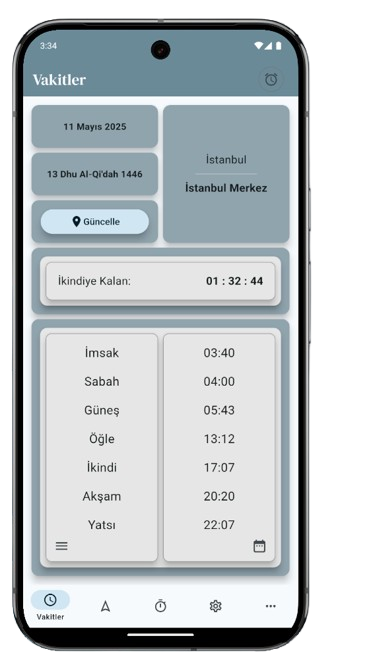 3:34
Vakitler
11 Mayıs 2025
13 Dhu Al-Qi'dah 1446
Güncelle
İstanbul
İstanbul Merkez
İkindiye Kalan: 01 : 32 : 44
İmsak 03:40
Sabah 04:00
Güneş 05:43
Öğle 13:12
İkindi 17:07
Akşam 20:20
Yatsı 22:07
Vakitler